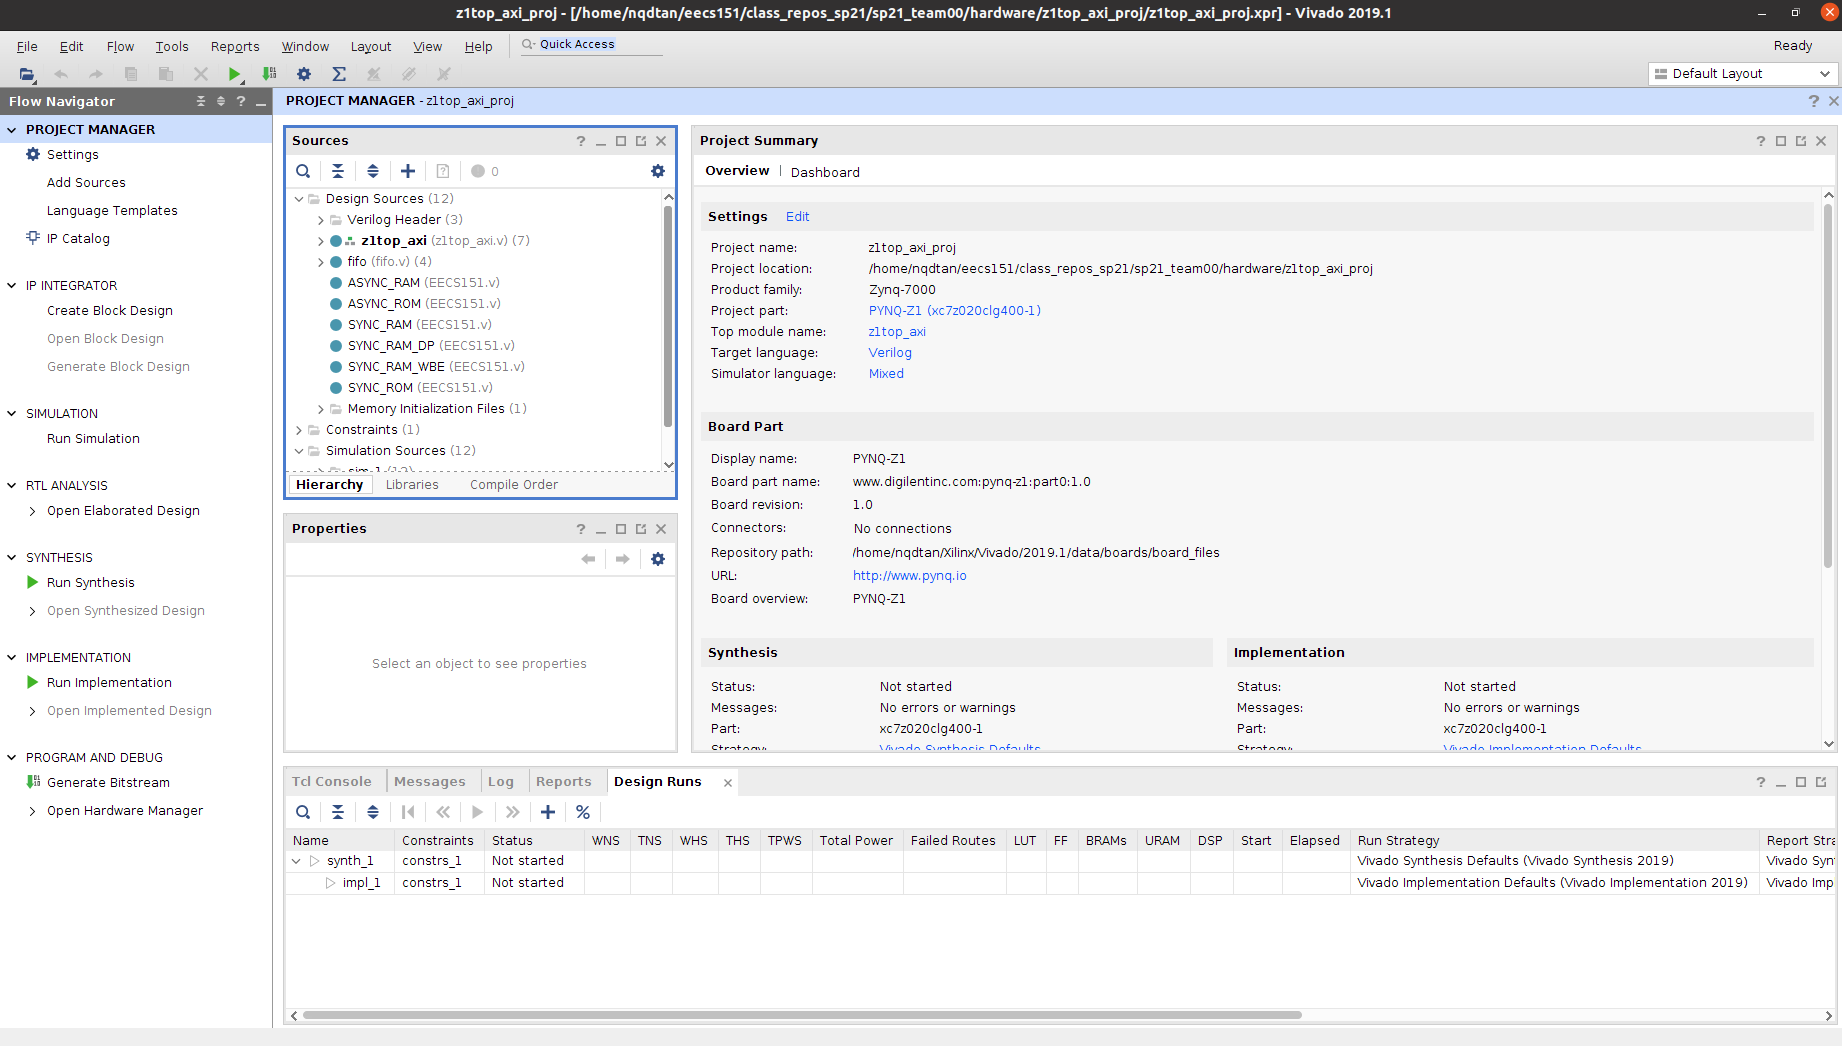 z1top_axi_proj - [/home/nqdtan/eecs151/class_repos_sp21/sp21_team00/hardware/z1top_axi_proj/z1top_axi_proj.xpr] - Vivado 2019.1
File Edit Flow Tools Reports Window Layout View Help Quick Access Ready
Default Layout
Flow Navigator
PROJECT MANAGER
Settings
Add Sources
Language Templates
IP Catalog
IP INTEGRATOR
Create Block Design
Open Block Design
Generate Block Design
SIMULATION
Run Simulation
RTL ANALYSIS
Open Elaborated Design
SYNTHESIS
Run Synthesis
Open Synthesized Design
IMPLEMENTATION
Run Implementation
Open Implemented Design
PROGRAM AND DEBUG
Generate Bitstream
Open Hardware Manager
PROJECT MANAGER - z1top_axi_proj
Sources
0
Design Sources (12)
Verilog Header (3)
z1top_axi (z1top_axi.v) (7)
fifo (fifo.v) (4)
ASYNC_RAM (EECS151.v)
ASYNC_ROM (EECS151.v)
SYNC_RAM (EECS151.v)
SYNC_RAM_DP (EECS151.v)
SYNC_RAM_WBE (EECS151.v)
SYNC_ROM (EECS151.v)
Memory Initialization Files (1)
Constraints (1)
Simulation Sources (12)
sim_1 (12)
Hierarchy Libraries Compile Order
Properties
Select an object to see properties
Project Summary
Overview | Dashboard
Settings Edit
Project name: z1top_axi_proj
Project location: /home/nqdtan/eecs151/class_repos_sp21/sp21_team00/hardware/z1top_axi_proj
Product family: Zynq-7000
Project part: PYNQ-Z1 (xc7z020clg400-1)
Top module name: z1top_axi
Target language: Verilog
Simulator language: Mixed
Board Part
Display name: PYNQ-Z1
Board part name: www.digilentinc.com:pynq-z1:part0:1.0
Board revision: 1.0
Connectors: No connections
Repository path: /home/nqdtan/Xilinx/Vivado/2019.1/data/boards/board_files
URL: http://www.pynq.io
Board overview: PYNQ-Z1
Synthesis
Status: Not started
Messages: No errors or warnings
Part: xc7z020clg400-1
Strategy: Vivado Synthesis Defaults
Implementation
Status: Not started
Messages: No errors or warnings
Part: xc7z020clg400-1
Strategy: Vivado Implementation Defaults
Tcl Console Messages Log Reports Design Runs
Name Constraints Status WNS TNS WHS THS TPWS Total Power Failed Routes LUT FF BRAMs URAM DSP Start Elapsed Run Strategy Report Stra
synth_1 constrs_1 Not started Vivado Synthesis Defaults (Vivado Synthesis 2019) Vivado Syn
impl_1 constrs_1 Not started Vivado Implementation Defaults (Vivado Implementation 2019) Vivado Imp